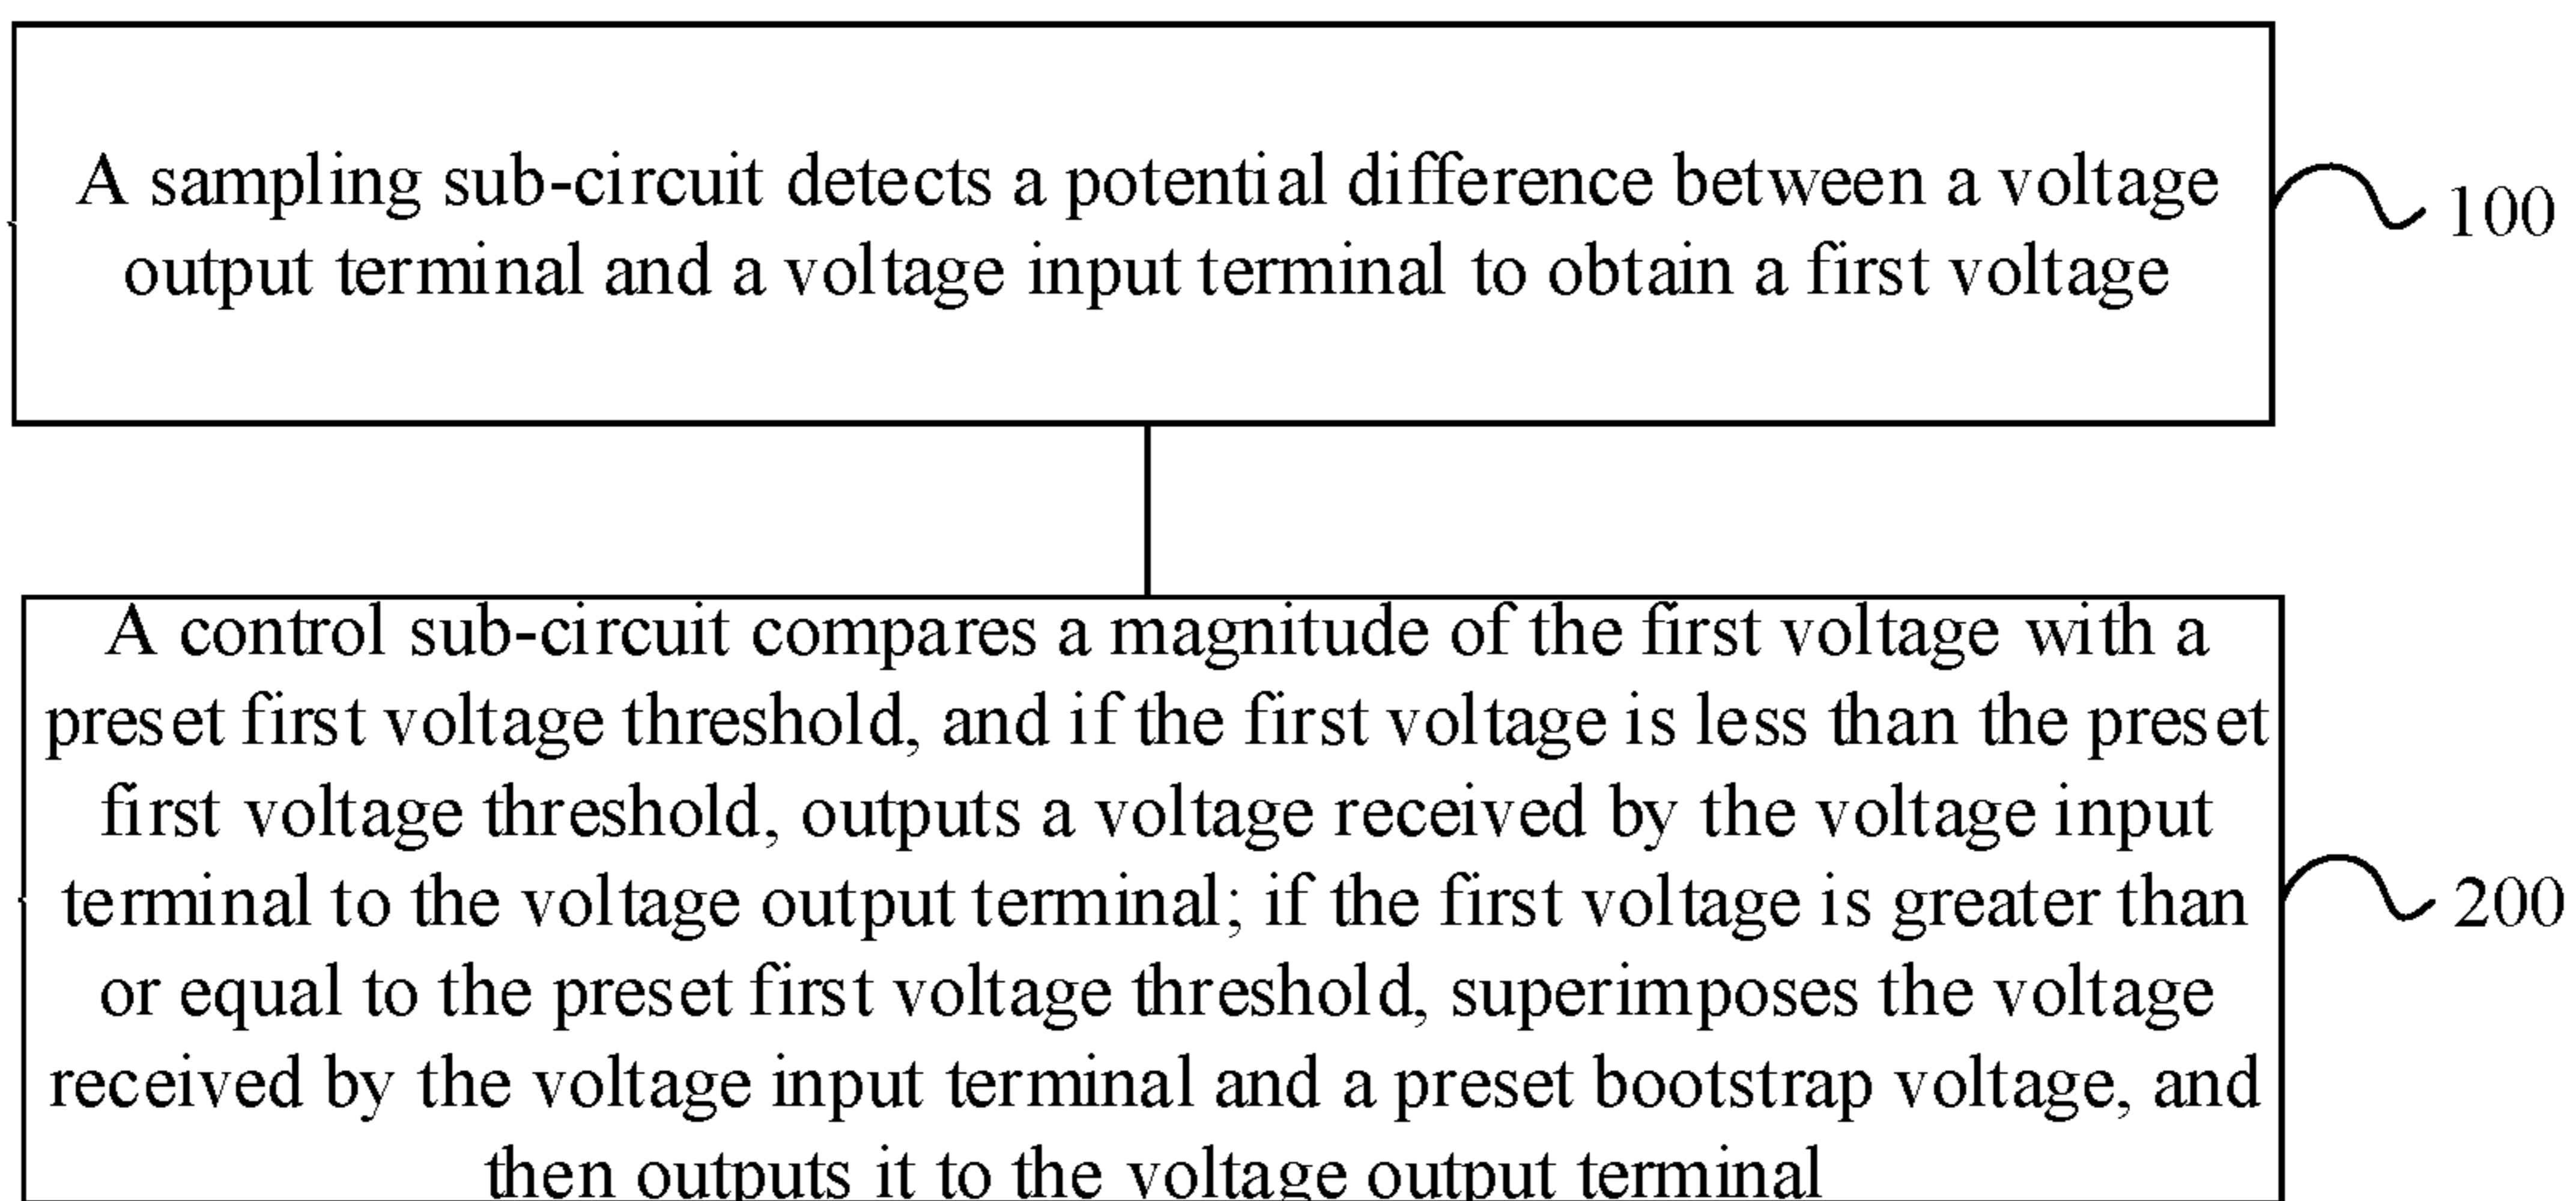 A sampling sub-circuit detects a potential difference between a voltage
output terminal and a voltage input terminal to obtain a first voltage
100
A control sub-circuit compares a magnitude of the first voltage with a
preset first voltage threshold, and if the first voltage is less than the preset
first voltage threshold, outputs a voltage received by the voltage input
terminal to the voltage output terminal; if the first voltage is greater than
or equal to the preset first voltage threshold, superimposes the voltage
received by the voltage input terminal and a preset bootstrap voltage, and
then outputs it to the voltage output terminal
200